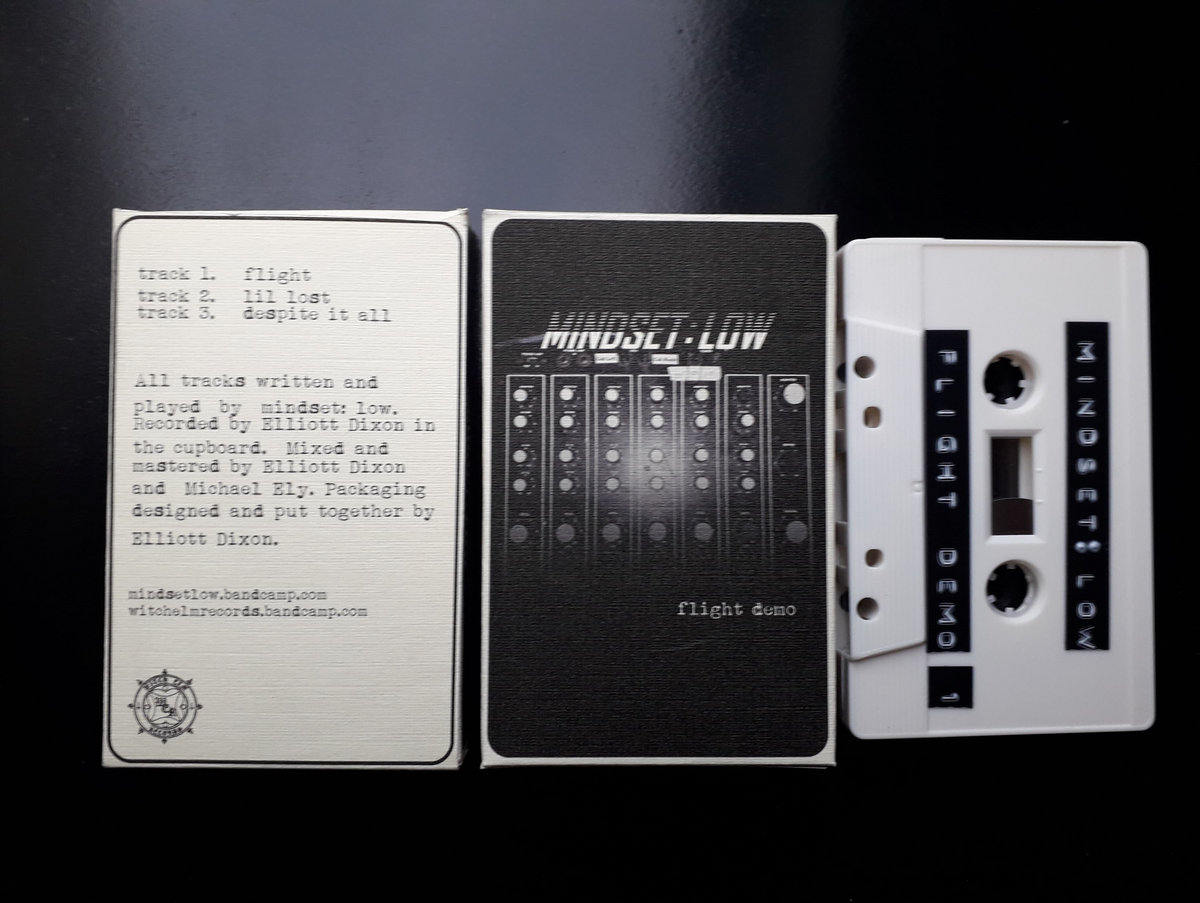 track 1. flight
track 2. lil lost
track 3. despite it all
All tracks written and
played by mindset: low.
Recorded by Elliott Dixon in
the cupboard. Mixed and
mastered by Elliott Dixon
and Michael Ely. Packaging
designed and put together by
Elliott Dixon.
mindsetlow.bandcamp.com
witchelmrecords.bandcamp.com
MINDSET:LOW
flight demo
MINDSET: LOW
FLIGHT DEMO 1